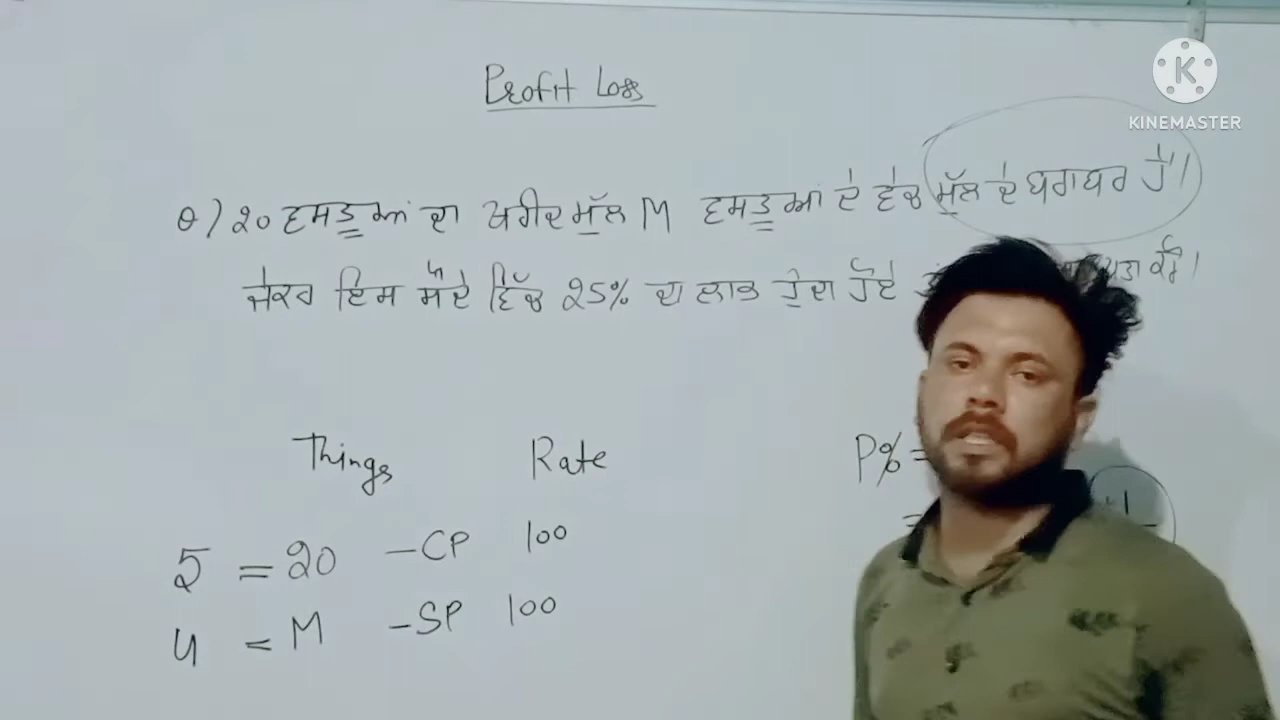 Profit Loss
KINEMASTER
Q) 20 ਵਸਤੂਆਂ ਦਾ ਖਰੀਦ ਮੁੱਲ M ਵਸਤੂਆਂ ਦੇ ਵੇਚ ਮੁੱਲ ਦੇ ਬਰਾਬਰ ਹੈ।
ਜੇਕਰ ਇਸ ਸੌਦੇ ਵਿੱਚ 25% ਦਾ ਲਾਭ ਹੁੰਦਾ ਹੋਏ ਕਰੋ।
Things Rate P% =
5 = 20 – CP 100 =
4 = M – SP 100